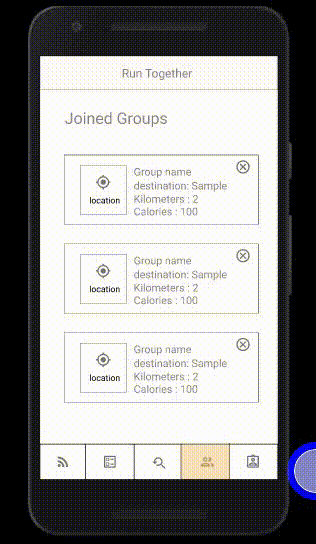 Run Together
Joined Groups
Group name
destination: Sample
Kilometers : 2
Calories : 100
location
Group name
destination: Sample
Kilometers : 2
Calories : 100
location
Group name
destination: Sample
Kilometers : 2
Calories : 100
location